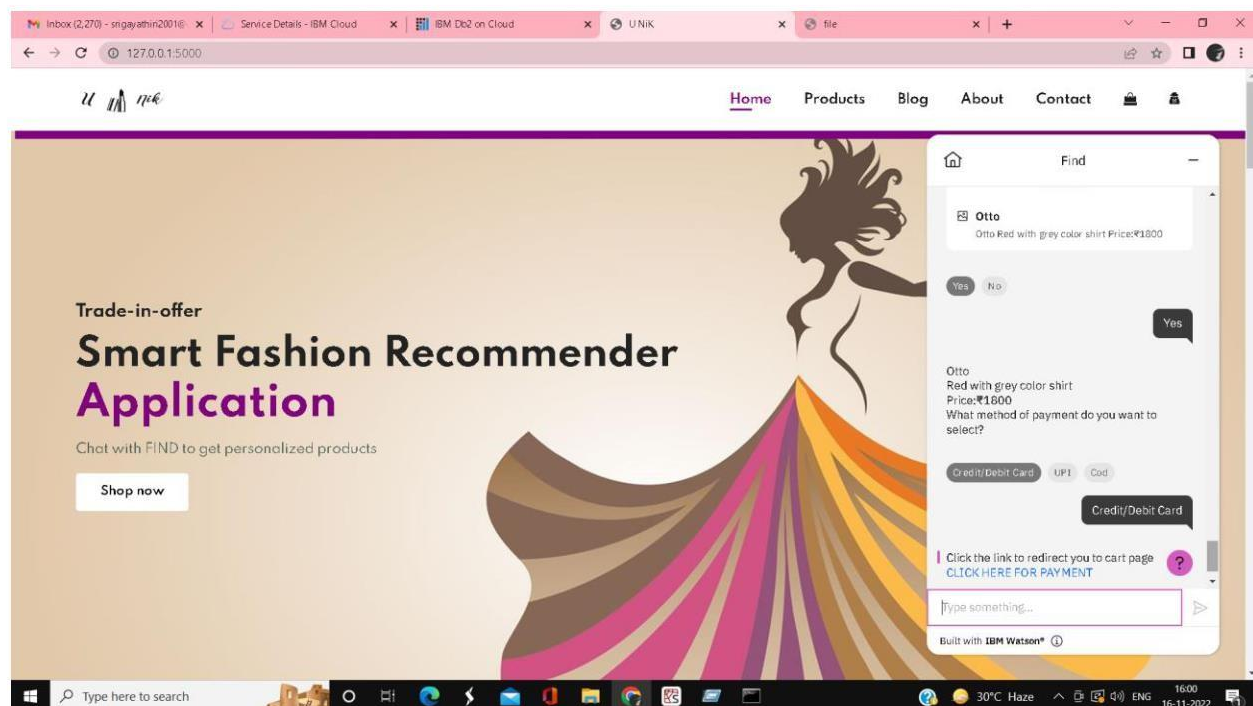 Inbox (2,270) - srigayathiri2001@
Service Details - IBM Cloud
IBM Db2 on Cloud
UNiK
file
127.0.0.1:5000
U nik
Home Products Blog About Contact
Trade-in-offer
Smart Fashion Recommender
Application
Chat with FIND to get personalized products
Shop now
Find
Otto
Otto Red with grey color shirt Price:₹1800
Yes No
Yes
Otto
Red with grey color shirt
Price:₹1800
What method of payment do you want to
select?
Credit/Debit Card UPI Cod
Credit/Debit Card
Click the link to redirect you to cart page
CLICK HERE FOR PAYMENT
?
Type something...
Built with IBM Watson®
Type here to search
30°C Haze
ENG
16:00
16-11-2022